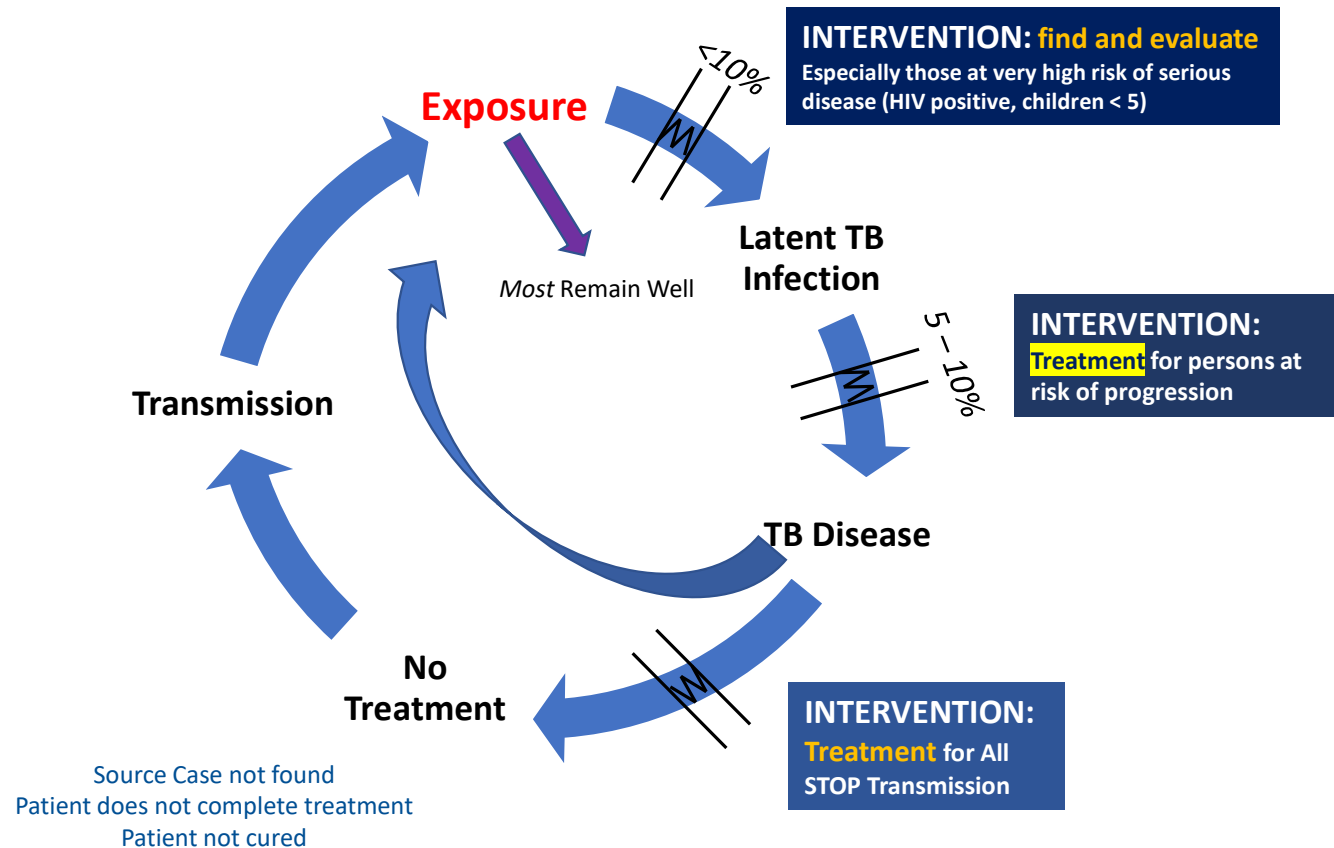 <10%
INTERVENTION: find and evaluate
Especially those at very high risk of serious
disease (HIV positive, children < 5)
Exposure
Latent TB
Infection
Most Remain Well
5 – 10%
INTERVENTION:
Treatment for persons at
risk of progression
Transmission
TB Disease
No
Treatment
INTERVENTION:
Treatment for All
STOP Transmission
Source Case not found
Patient does not complete treatment
Patient not cured